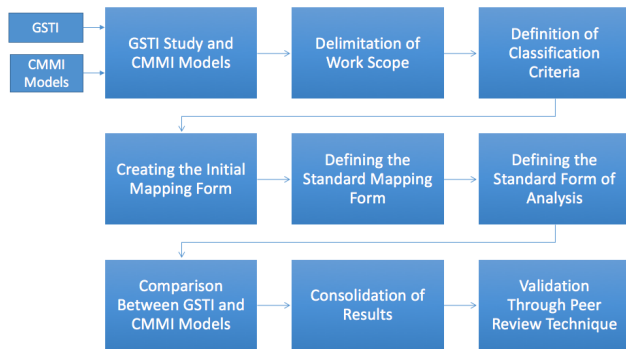 GSTI
CMMI
Models
GSTI Study and
CMMI Models
Delimitation of
Work Scope
Definition of
Classification
Criteria
Creating the Initial
Mapping Form
Defining the
Standard Mapping
Form
Defining the
Standard Form of
Analysis
Comparison
Between GSTI and
CMMI Models
Consolidation of
Results
Validation
Through Peer
Review Technique